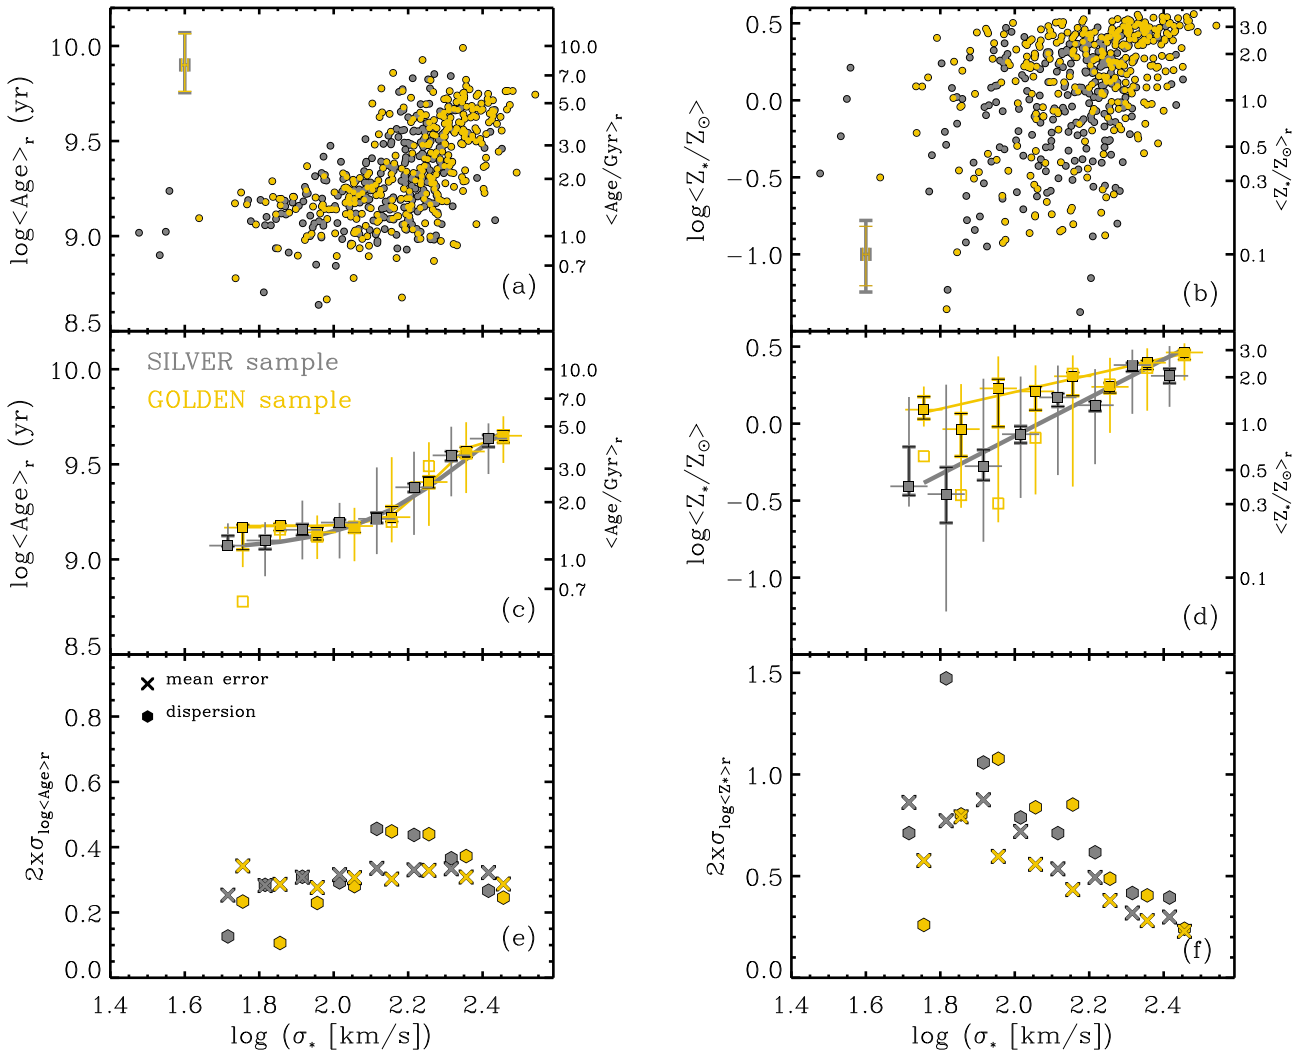 10.0
9.5
9.0
8.5
log<Age>r (yr)
10.0
7.0
5.0
3.0
2.0
1.0
0.7
<Age/Gyr>r
(a)
0.5
0.0
−0.5
−1.0
log<Z*/Z⊙>
3.0
2.0
1.0
0.5
0.3
0.1
<Z*/Z⊙>r
(b)
SILVER sample
GOLDEN sample
10.0
9.5
9.0
8.5
log<Age>r (yr)
10.0
7.0
5.0
3.0
2.0
1.0
0.7
<Age/Gyr>r
(c)
0.5
0.0
−0.5
−1.0
log<Z*/Z⊙>
3.0
2.0
1.0
0.5
0.3
0.1
<Z*/Z⊙>r
(d)
mean error
dispersion
0.8
0.6
0.4
0.2
0.0
2xσlog<Age>r
(e)
1.4 1.6 1.8 2.0 2.2 2.4
log (σ* [km/s])
1.5
1.0
0.5
0.0
2xσlog<Z*>r
(f)
1.4 1.6 1.8 2.0 2.2 2.4
log (σ* [km/s])